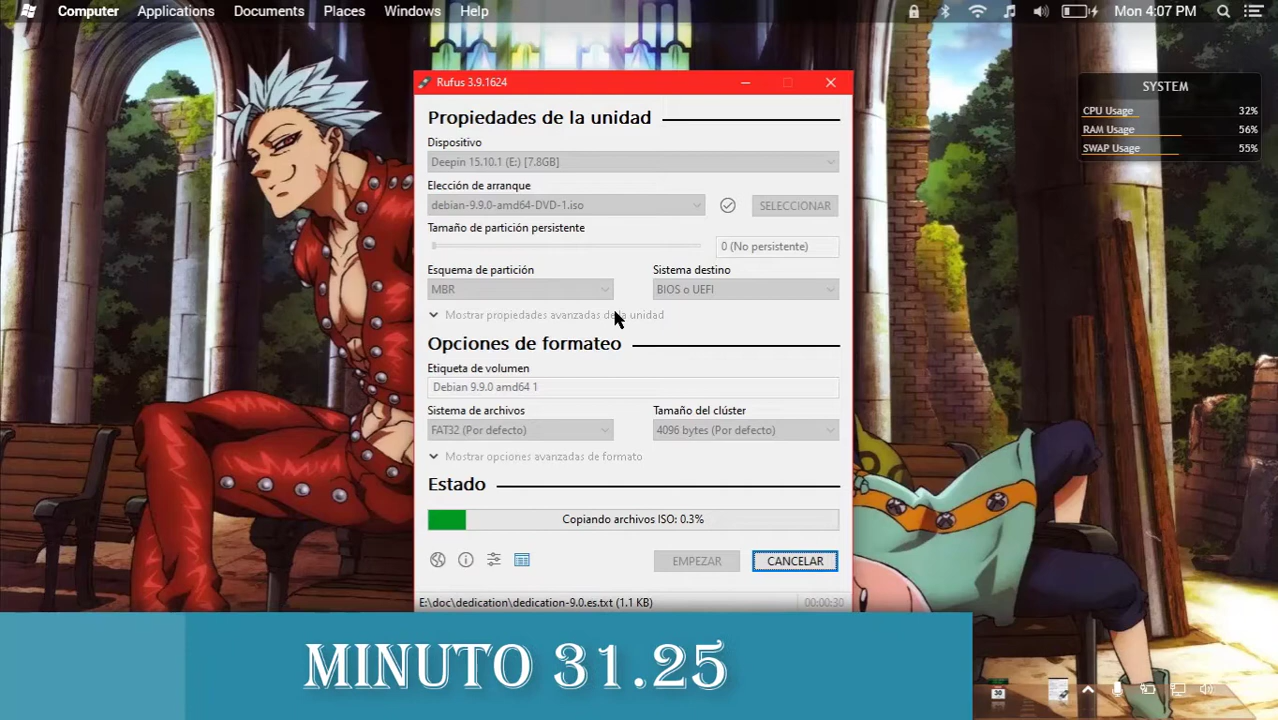 Computer Applications Documents Places Windows Help Mon 4:07 PM
Rufus 3.9.1624
Propiedades de la unidad
Dispositivo
Deepin 15.10.1 (E:) [7.8GB]
Elección de arranque
debian-9.9.0-amd64-DVD-1.iso SELECCIONAR
Tamaño de partición persistente
0 (No persistente)
Esquema de partición Sistema destino
MBR BIOS o UEFI
Mostrar propiedades avanzadas de la unidad
Opciones de formateo
Etiqueta de volumen
Debian 9.9.0 amd64 1
Sistema de archivos Tamaño del clúster
FAT32 (Por defecto) 4096 bytes (Por defecto)
Mostrar opciones avanzadas de formato
Estado
Copiando archivos ISO: 0.3%
EMPEZAR CANCELAR
E:\doc\dedication\dedication-9.0.es.txt (1.1 KB) 00:00:30
SYSTEM
CPU Usage 32%
RAM Usage 56%
SWAP Usage 55%
MINUTO 31.25
30